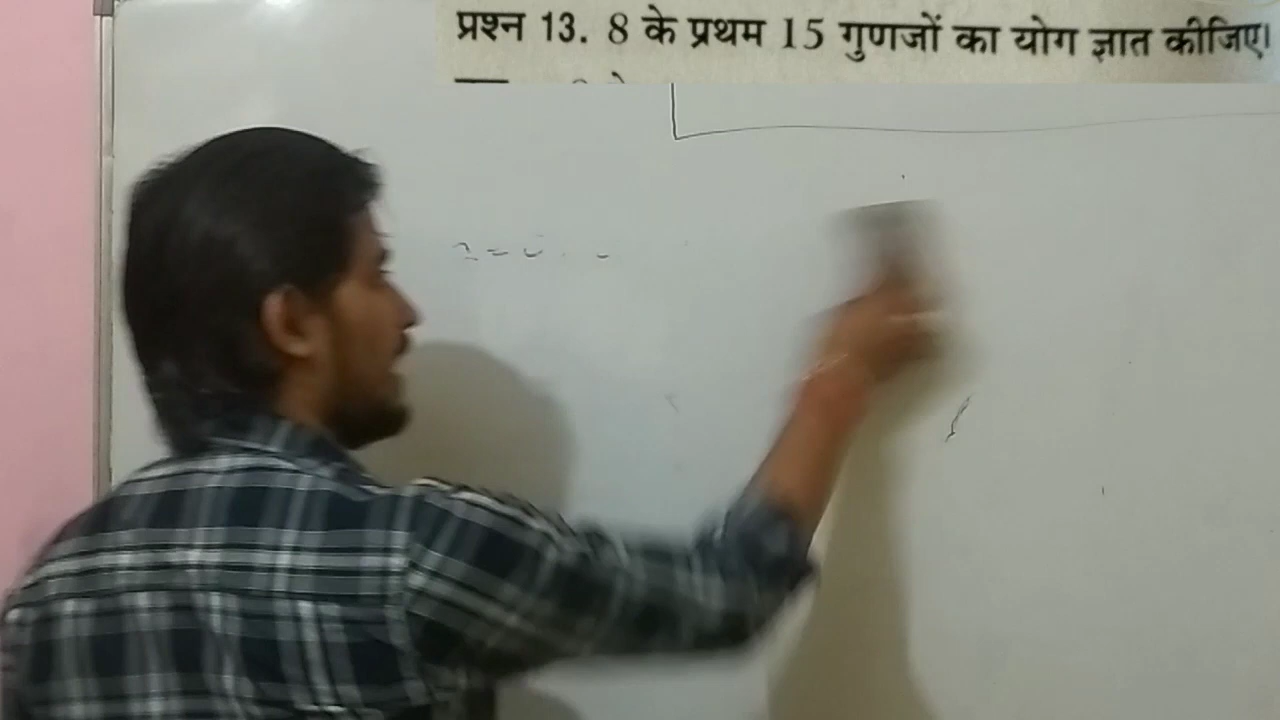 प्रश्न 13. 8 के प्रथम 15 गुणजों का योग ज्ञात कीजिए।